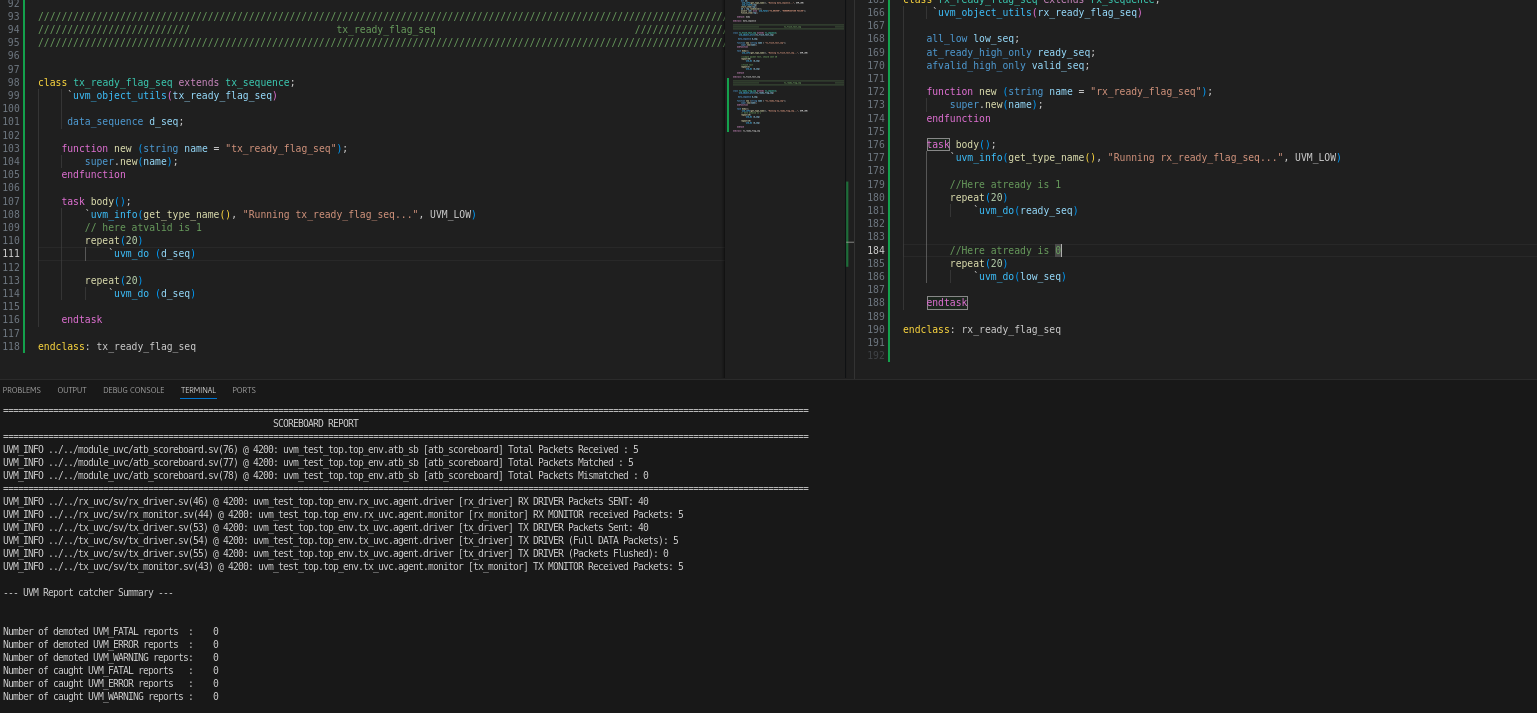 92
93 //////////////////////////////////////////////////////////////////////////////////////////////////////////////////////
94 ////////////////////////// tx_ready_flag_seq ////////////////
95 //////////////////////////////////////////////////////////////////////////////////////////////////////////////////////
96
97
98 class tx_ready_flag_seq extends tx_sequence;
99 `uvm_object_utils(tx_ready_flag_seq)
100
101 data_sequence d_seq;
102
103 function new (string name = "tx_ready_flag_seq");
104 super.new(name);
105 endfunction
106
107 task body();
108 `uvm_info(get_type_name(), "Running tx_ready_flag_seq...", UVM_LOW)
109 // here atvalid is 1
110 repeat(20)
111 `uvm_do (d_seq)
112
113 repeat(20)
114 `uvm_do (d_seq)
115
116 endtask
117
118 endclass: tx_ready_flag_seq
165 class rx_ready_flag_seq extends rx_sequence;
166 `uvm_object_utils(rx_ready_flag_seq)
167
168 all_low low_seq;
169 at_ready_high_only ready_seq;
170 afvalid_high_only valid_seq;
171
172 function new (string name = "rx_ready_flag_seq");
173 super.new(name);
174 endfunction
175
176 task body();
177 `uvm_info(get_type_name(), "Running rx_ready_flag_seq...", UVM_LOW)
178
179 //Here atready is 1
180 repeat(20)
181 `uvm_do(ready_seq)
182
183
184 //Here atready is 0
185 repeat(20)
186 `uvm_do(low_seq)
187
188 endtask
189
190 endclass: rx_ready_flag_seq
191
192
PROBLEMS OUTPUT DEBUG CONSOLE TERMINAL PORTS
=================================================================================================================================================================
SCOREBOARD REPORT
=================================================================================================================================================================
UVM_INFO ../../module_uvc/atb_scoreboard.sv(76) @ 4200: uvm_test_top.top_env.atb_sb [atb_scoreboard] Total Packets Received : 5
UVM_INFO ../../module_uvc/atb_scoreboard.sv(77) @ 4200: uvm_test_top.top_env.atb_sb [atb_scoreboard] Total Packets Matched : 5
UVM_INFO ../../module_uvc/atb_scoreboard.sv(78) @ 4200: uvm_test_top.top_env.atb_sb [atb_scoreboard] Total Packets Mismatched : 0
=================================================================================================================================================================
UVM_INFO ../../rx_uvc/sv/rx_driver.sv(46) @ 4200: uvm_test_top.top_env.rx_uvc.agent.driver [rx_driver] RX DRIVER Packets SENT: 40
UVM_INFO ../../rx_uvc/sv/rx_monitor.sv(44) @ 4200: uvm_test_top.top_env.rx_uvc.agent.monitor [rx_monitor] RX MONITOR received Packets: 5
UVM_INFO ../../tx_uvc/sv/tx_driver.sv(53) @ 4200: uvm_test_top.top_env.tx_uvc.agent.driver [tx_driver] TX DRIVER Packets Sent: 40
UVM_INFO ../../tx_uvc/sv/tx_driver.sv(54) @ 4200: uvm_test_top.top_env.tx_uvc.agent.driver [tx_driver] TX DRIVER (Full DATA Packets): 5
UVM_INFO ../../tx_uvc/sv/tx_driver.sv(55) @ 4200: uvm_test_top.top_env.tx_uvc.agent.driver [tx_driver] TX DRIVER (Packets Flushed): 0
UVM_INFO ../../tx_uvc/sv/tx_monitor.sv(43) @ 4200: uvm_test_top.top_env.tx_uvc.agent.monitor [tx_monitor] TX MONITOR Received Packets: 5
--- UVM Report catcher Summary ---
Number of demoted UVM_FATAL reports : 0
Number of demoted UVM_ERROR reports : 0
Number of demoted UVM_WARNING reports: 0
Number of caught UVM_FATAL reports : 0
Number of caught UVM_ERROR reports : 0
Number of caught UVM_WARNING reports : 0